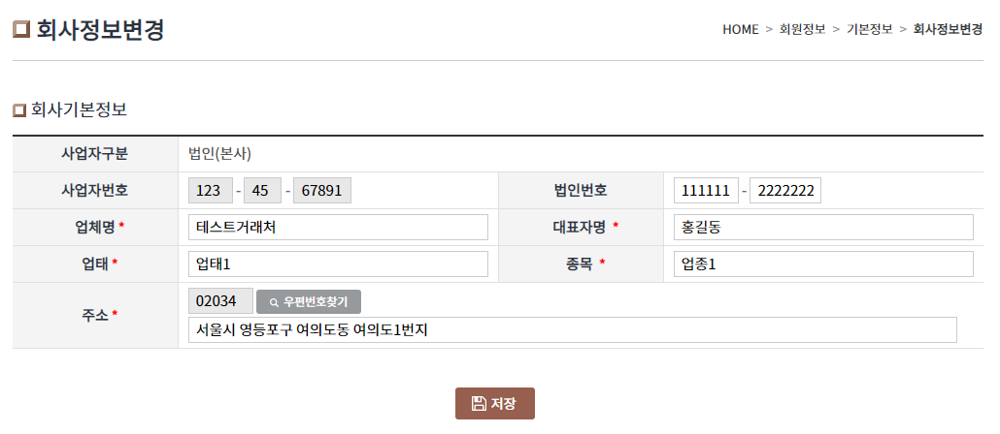 회사정보변경
HOME > 회원정보 > 기본정보 > 회사정보변경
회사기본정보
사업자구분 법인(본사)
사업자번호 123 - 45 - 67891 법인번호 111111 - 2222222
업체명 * 테스트거래처 대표자명 * 홍길동
업태 * 업태1 종목 * 업종1
주소 * 02034 우편번호찾기
서울시 영등포구 여의도동 여의도1번지
저장